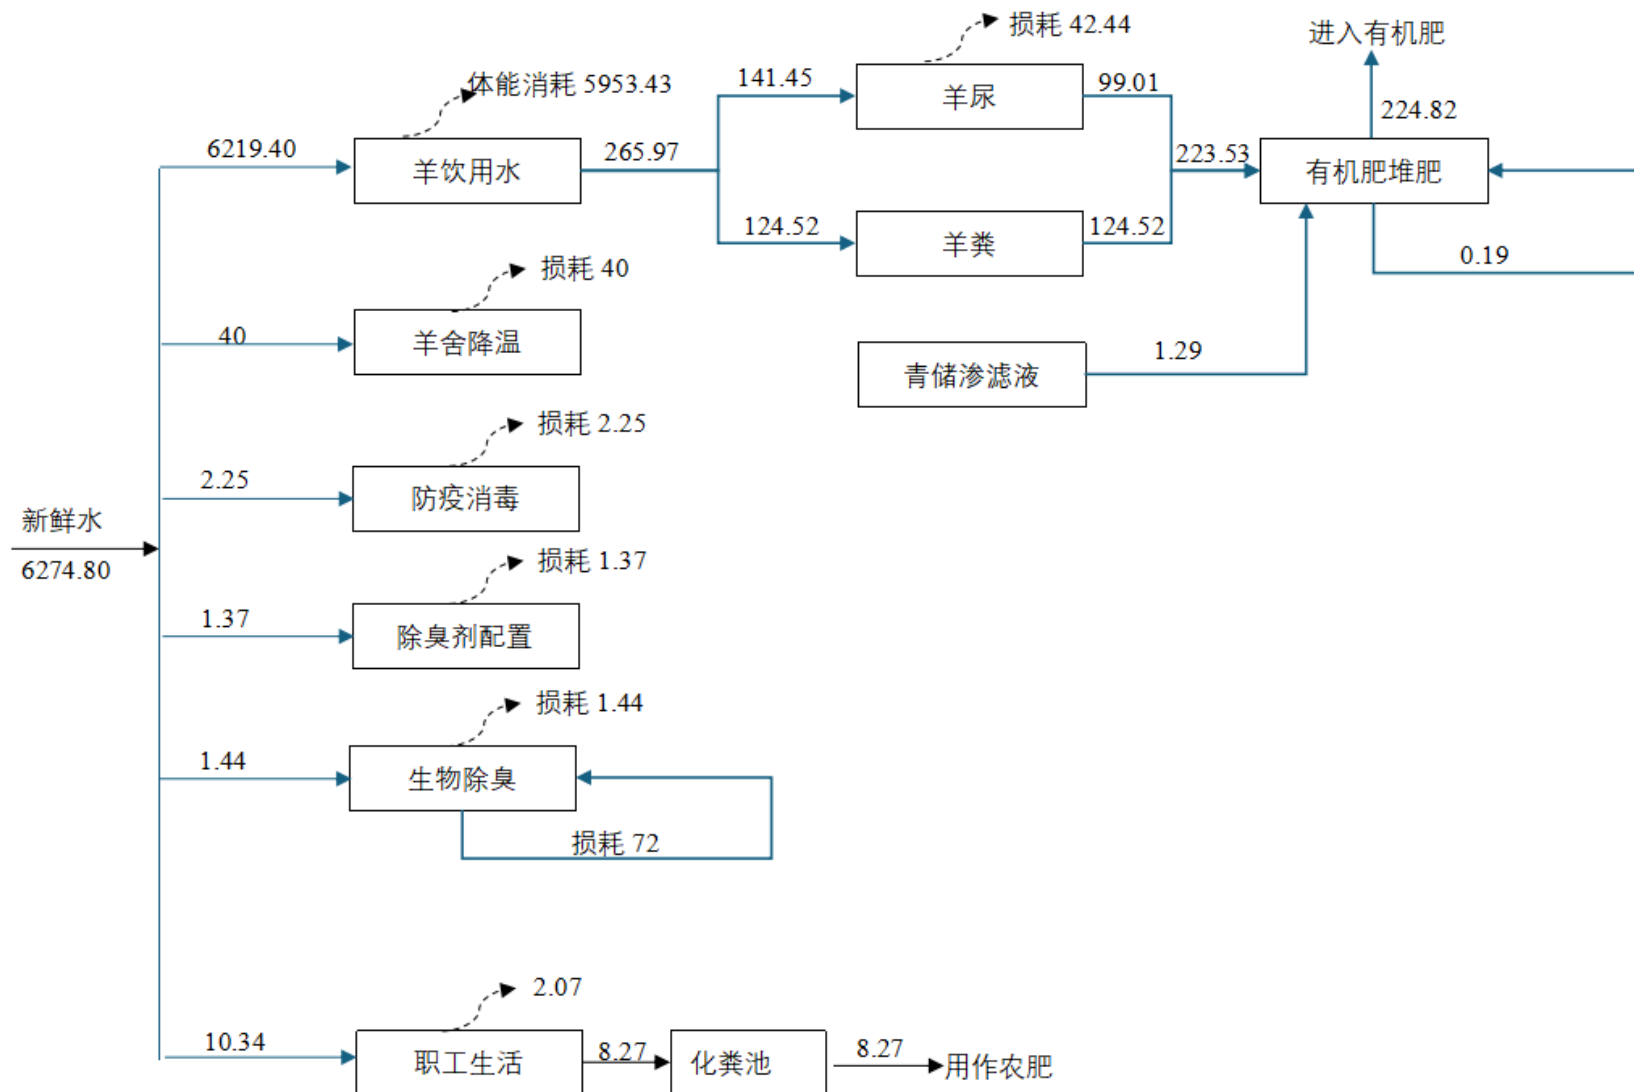 损耗 42.44
进入有机肥
体能消耗 5953.43
141.45
羊尿
99.01
224.82
6219.40
羊饮用水
265.97
223.53
有机肥堆肥
124.52
羊粪
124.52
0.19
损耗 40
40
羊舍降温
青储渗滤液
1.29
损耗 2.25
2.25
防疫消毒
新鲜水
6274.80
损耗 1.37
1.37
除臭剂配置
损耗 1.44
1.44
生物除臭
损耗 72
2.07
10.34
职工生活
8.27
化粪池
8.27
用作农肥